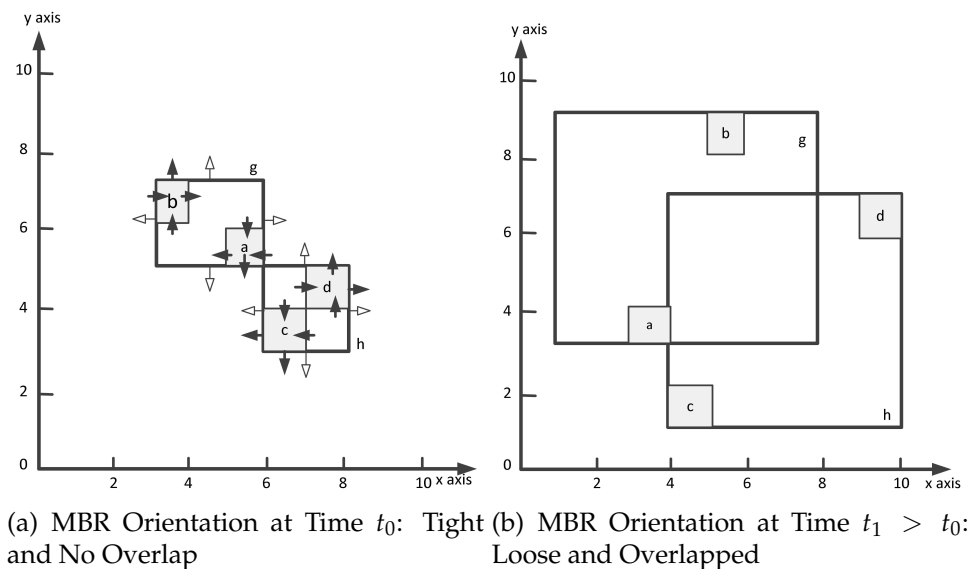 y axis
10
8
6
4
2
0
2
4
6
8
10
x axis
g
b
a
d
c
h
y axis
10
8
6
4
2
0
2
4
6
8
10
x axis
b
g
d
a
c
h
(a) MBR Orientation at Time t₀: Tight and No Overlap
(b) MBR Orientation at Time t₁ > t₀: Loose and Overlapped